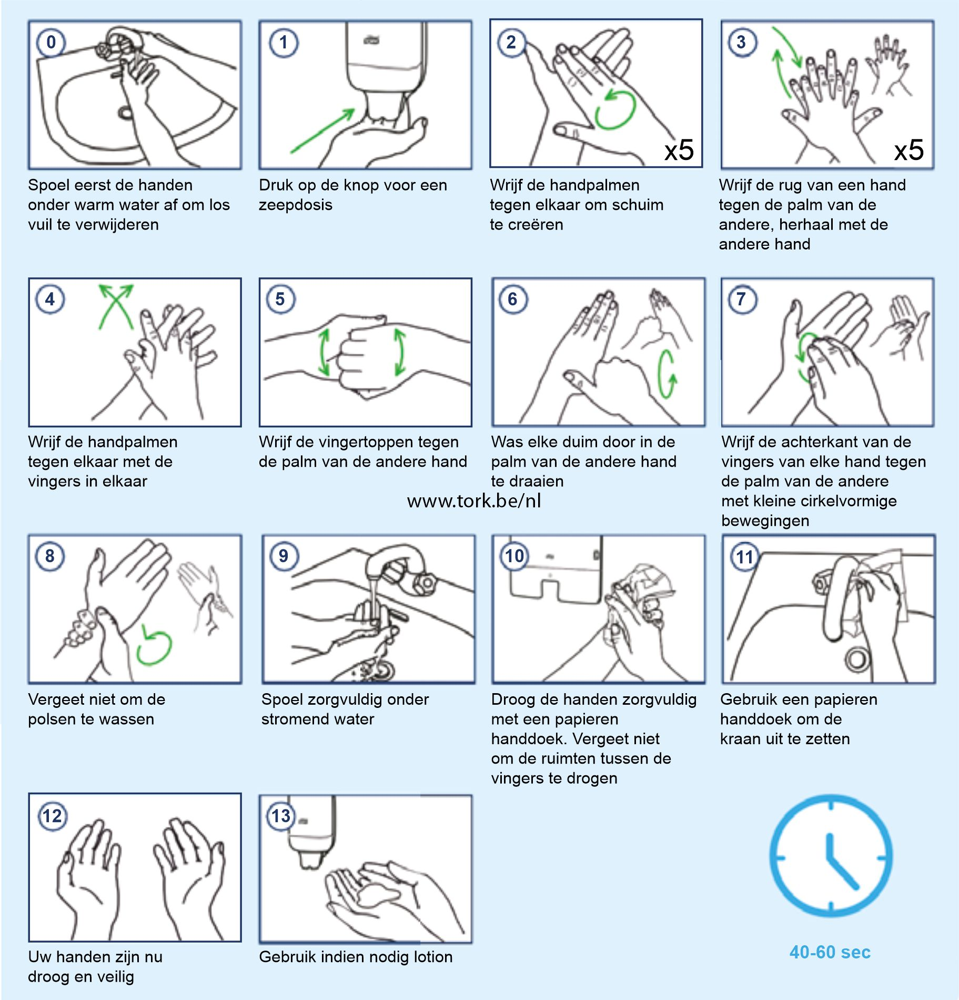 0
Spoel eerst de handen
onder warm water af om los
vuil te verwijderen
1
Druk op de knop voor een
zeepdosis
2
x5
Wrijf de handpalmen
tegen elkaar om schuim
te creëren
3
x5
Wrijf de rug van een hand
tegen de palm van de
andere, herhaal met de
andere hand
4
Wrijf de handpalmen
tegen elkaar met de
vingers in elkaar
5
Wrijf de vingertoppen tegen
de palm van de andere hand
6
Was elke duim door in de
palm van de andere hand
te draaien
7
Wrijf de achterkant van de
vingers van elke hand tegen
de palm van de andere
met kleine cirkelvormige
bewegingen
www.tork.be/nl
8
Vergeet niet om de
polsen te wassen
9
Spoel zorgvuldig onder
stromend water
10
Droog de handen zorgvuldig
met een papieren
handdoek. Vergeet niet
om de ruimten tussen de
vingers te drogen
11
Gebruik een papieren
handdoek om de
kraan uit te zetten
12
Uw handen zijn nu
droog en veilig
13
Gebruik indien nodig lotion
40-60 sec